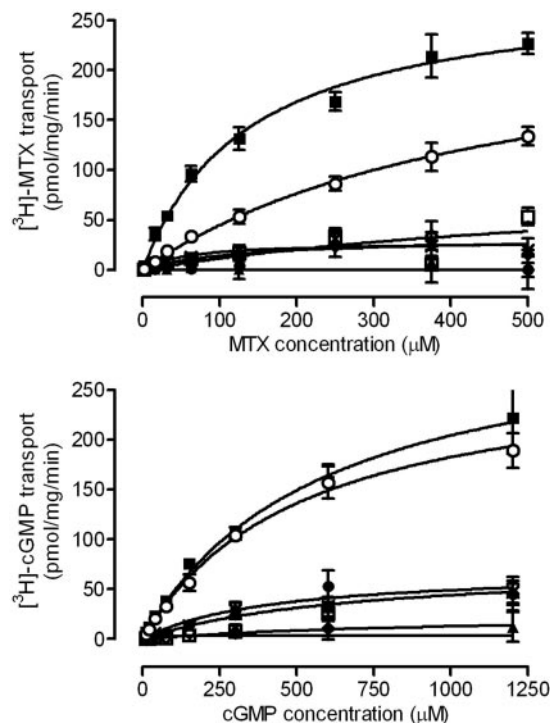 [³H]-MTX transport
(pmol/mg/min)
250
200
150
100
50
0
0 100 200 300 400 500
MTX concentration (μM)
[³H]-cGMP transport
(pmol/mg/min)
250
200
150
100
50
0
0 250 500 750 1000 1250
cGMP concentration (μM)